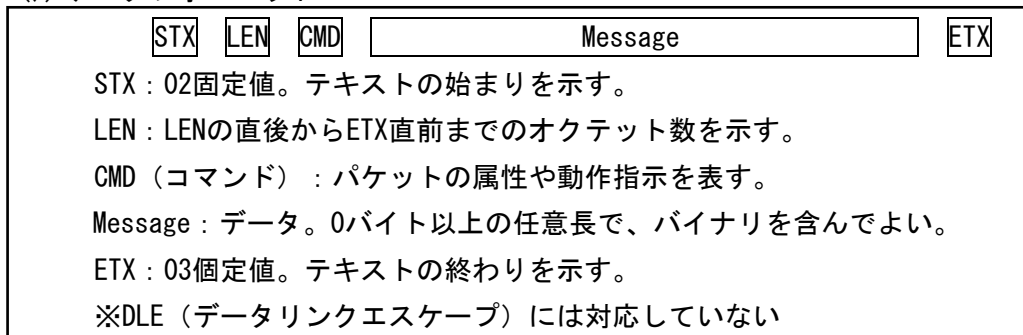 STX LEN CMD Message ETX
STX：02固定値。テキストの始まりを示す。
LEN：LENの直後からETX直前までのオクテット数を示す。
CMD（コマンド）：パケットの属性や動作指示を表す。
Message：データ。0バイト以上の任意長で、バイナリを含んでよい。
ETX：03個定値。テキストの終わりを示す。
※DLE（データリンクエスケープ）には対応していない